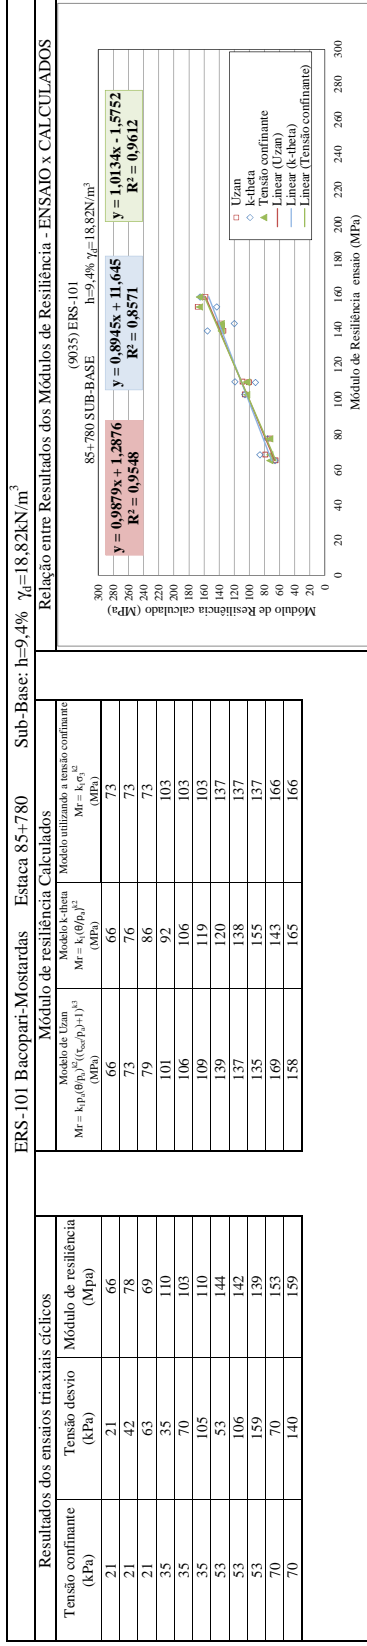 ERS-101 Bacopari-Mostardas Estaca 85+780 Sub-Base: h=9,4% γd=18,82kN/m³
Resultados dos ensaios triaxiais cíclicos
Tensão confinante (kPa) Tensão desvio (kPa) Módulo de resiliência (Mpa)
21 21 66
21 42 78
21 63 69
35 35 110
35 70 103
35 105 110
53 53 144
53 106 142
53 159 139
70 70 153
70 140 159
Módulo de resiliência Calculados
Modelo de Uzan Modelo k-theta Modelo utilizando a tensão confinante
Mr = k₁pₐ(θ/pₐ)^k2((τoct/pₐ)+1)^k3 Mr = k₁(θ/pₐ)^k2 Mr = k₁σ₃^k2
(MPa) (MPa) (MPa)
66 66 73
73 76 73
79 86 73
101 92 103
106 106 103
109 119 103
139 120 137
137 138 137
135 155 137
169 143 166
158 165 166
Relação entre Resultados dos Módulos de Resiliência - ENSAIO x CALCULADOS
(9035) ERS-101
85+780 SUB-BASE h=9,4% γd=18,82N/m³
y = 0,9879x + 1,2876
R² = 0,9548
y = 0,8945x + 11,645
R² = 0,8571
y = 1,0134x - 1,5752
R² = 0,9612
Módulo de Resiliência calculado (MPa)
300
280
260
240
220
200
180
160
140
120
100
80
60
40
20
0
Uzan
k-theta
Tensão confinante
Linear (Uzan)
Linear (k-theta)
Linear (Tensão confinante)
0 20 40 60 80 100 120 140 160 180 200 220 240 260 280 300
Módulo de Resiliência ensaio (MPa)